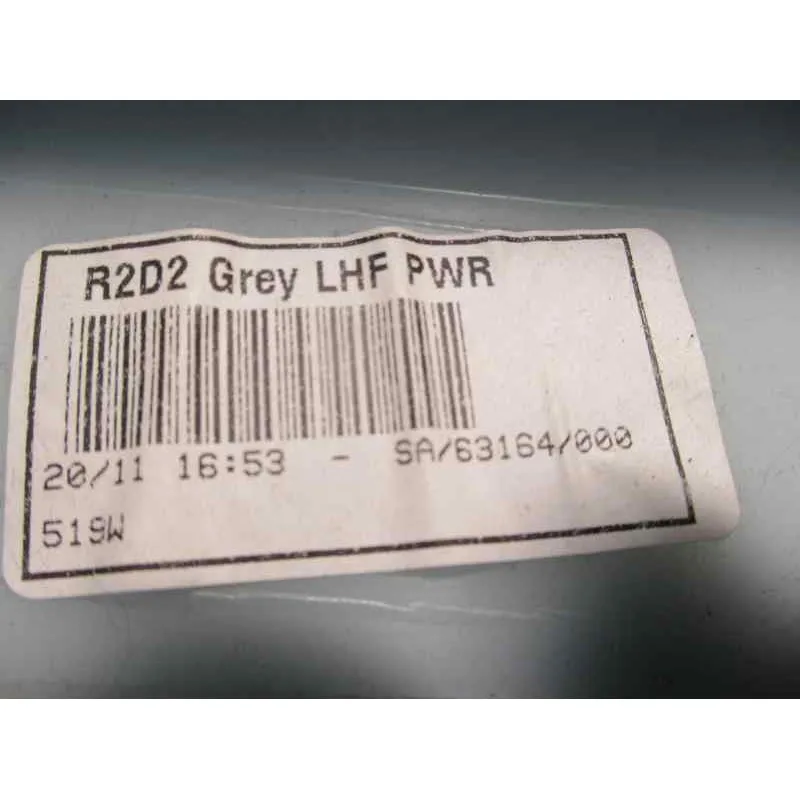 R2D2 Grey LHF PWR
20/11 16:53 - SA/63164/000
519W